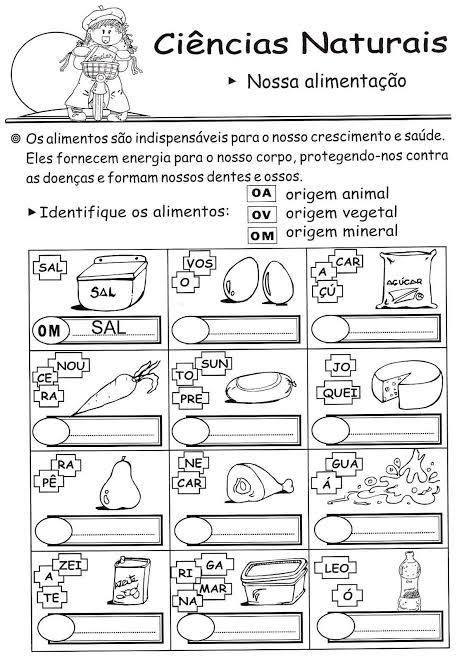 Ciências Naturais
▸ Nossa alimentação
Os alimentos são indispensáveis para o nosso crescimento e saúde.
Eles fornecem energia para o nosso corpo, protegendo-nos contra
as doenças e formam nossos dentes e ossos.
OA origem animal
▸ Identifique os alimentos: OV origem vegetal
OM origem mineral
SAL
SAL
OM SAL
VOS
O
CAR
A
ÇÚ
AÇÚCAR
NOU
CE
RA
SUN
TO
PRE
JO
QUEI
RA
PÊ
NE
CAR
GUA
Á
ZEI
A
TE
AZEITE
GA
RI
MAR
NA
LEO
Ó